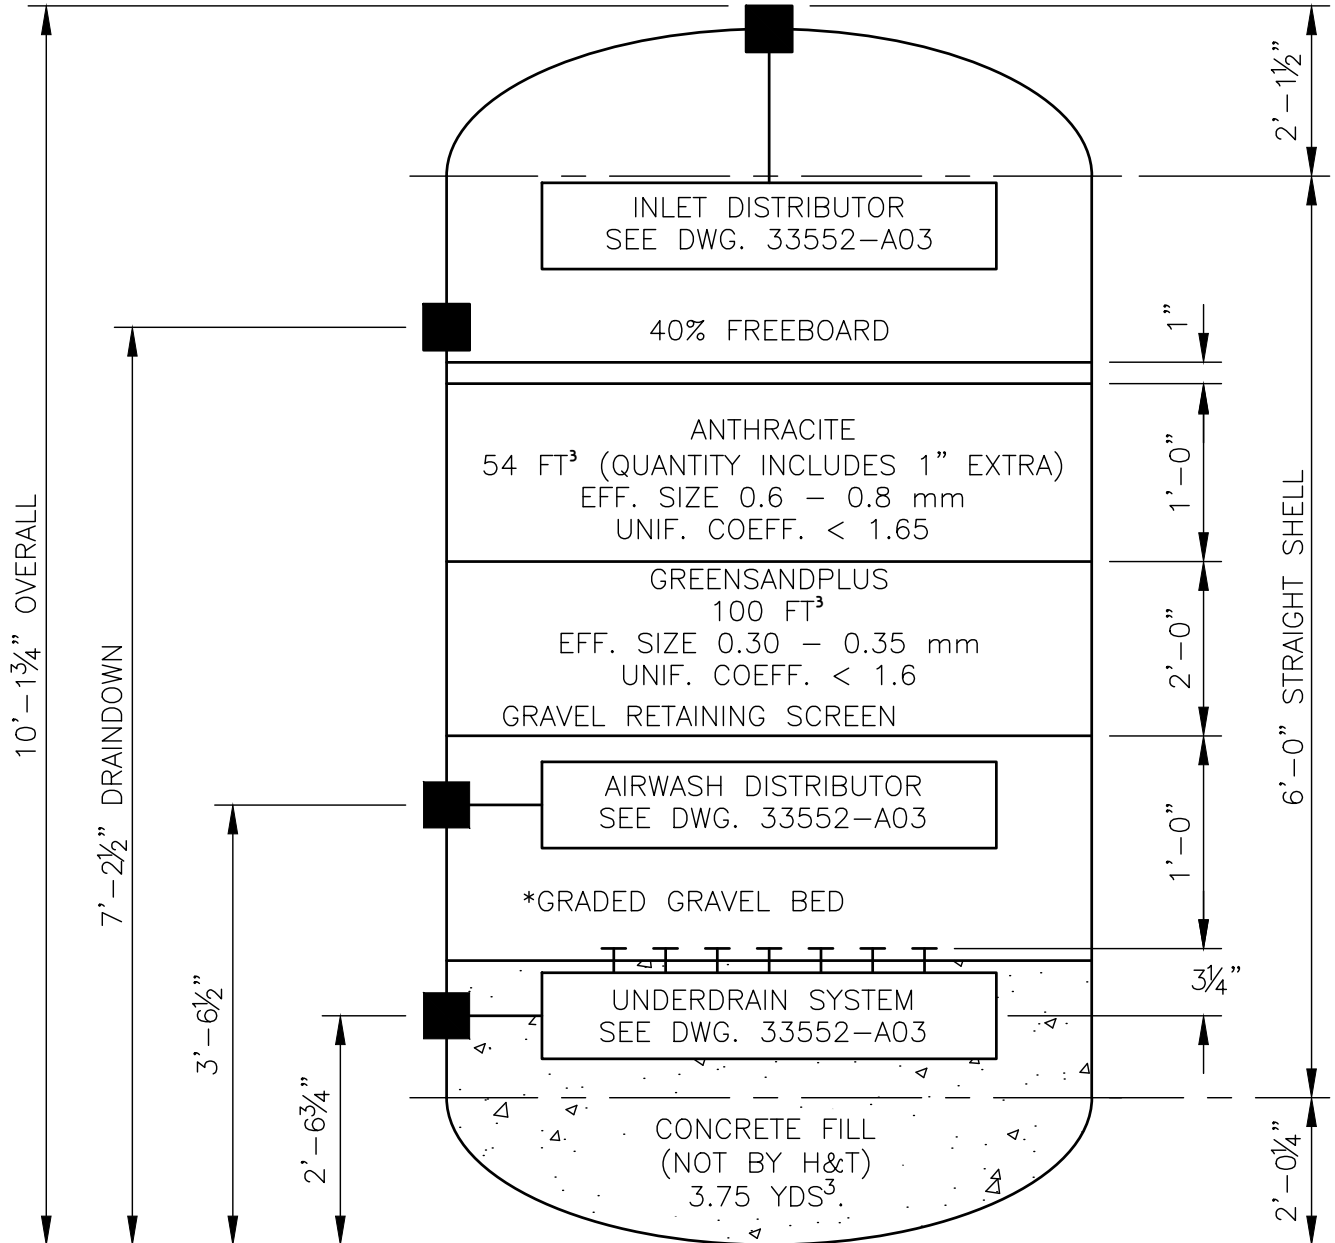 INLET DISTRIBUTOR
SEE DWG. 33552-A03
40% FREEBOARD
ANTHRACITE
54 FT³ (QUANTITY INCLUDES 1" EXTRA)
EFF. SIZE 0.6 - 0.8 mm
UNIF. COEFF. < 1.65
GREENSANDPLUS
100 FT³
EFF. SIZE 0.30 - 0.35 mm
UNIF. COEFF. < 1.6
GRAVEL RETAINING SCREEN
AIRWASH DISTRIBUTOR
SEE DWG. 33552-A03
*GRADED GRAVEL BED
UNDERDRAIN SYSTEM
SEE DWG. 33552-A03
CONCRETE FILL
(NOT BY H&T)
3.75 YDS³.
10'-1¾" OVERALL
7'-2½" DRAINDOWN
3'-6½"
2'-6¾"
1"
1'-0"
2'-0"
1'-0"
3¼"
2'-1½"
6'-0" STRAIGHT SHELL
2'-0¼"